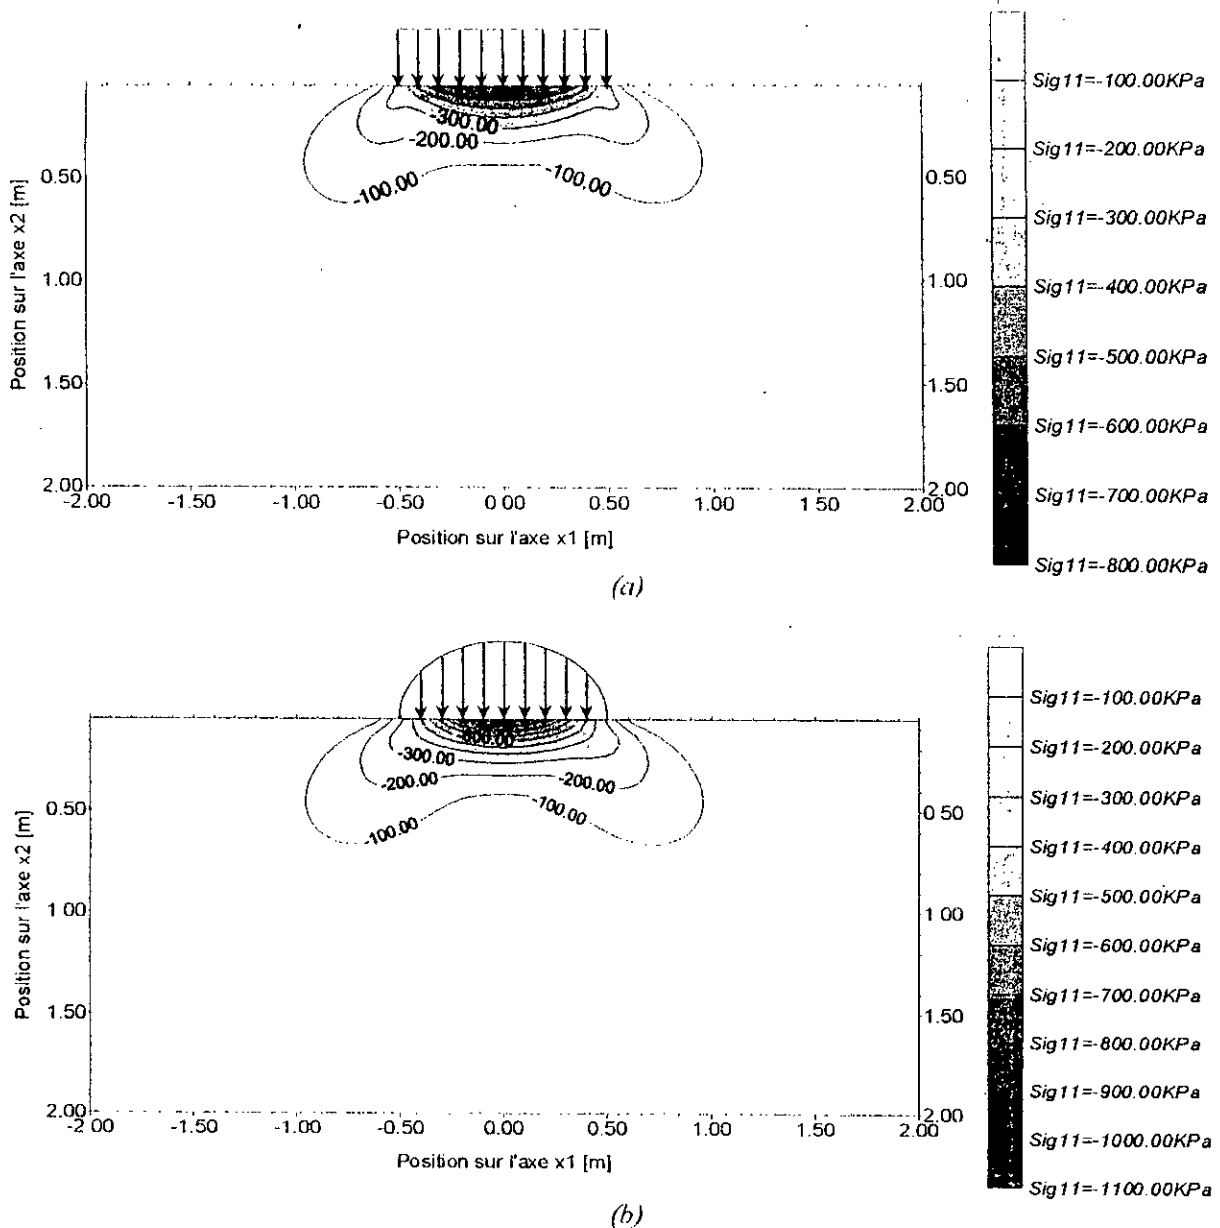 Sig11=-100.00KPa
Sig11=-200.00KPa
Sig11=-300.00KPa
Sig11=-400.00KPa
Sig11=-500.00KPa
Sig11=-600.00KPa
Sig11=-700.00KPa
Sig11=-800.00KPa
-300.00
-200.00
-100.00
-100.00
0.50
1.00
1.50
2.00
0.50
1.00
1.50
2.00
-2.00 -1.50 -1.00 -0.50 0.00 0.50 1.00 1.50 2.00
Position sur l'axe x2 [m]
Position sur l'axe x1 [m]
(a)
Sig11=-100.00KPa
Sig11=-200.00KPa
Sig11=-300.00KPa
Sig11=-400.00KPa
Sig11=-500.00KPa
Sig11=-600.00KPa
Sig11=-700.00KPa
Sig11=-800.00KPa
Sig11=-900.00KPa
Sig11=-1000.00KPa
Sig11=-1100.00KPa
-300.00
-200.00
-200.00
-100.00
-100.00
0.50
1.00
1.50
2.00
0.50
1.00
1.50
2.00
-2.00 -1.50 -1.00 -0.50 0.00 0.50 1.00 1.50 2.00
Position sur l'axe x2 [m]
Position sur l'axe x1 [m]
(b)